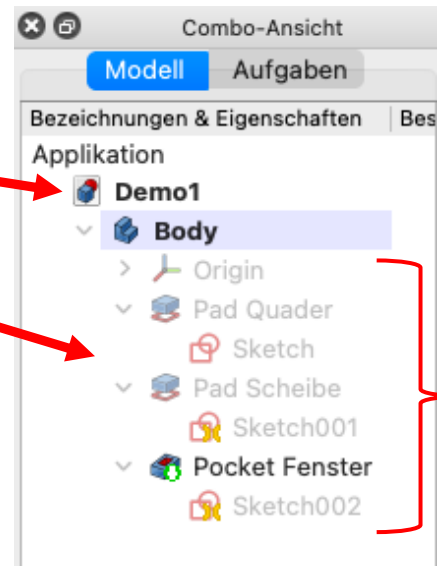 Combo-Ansicht
Modell Aufgaben
Bezeichnungen & Eigenschaften Bes
Applikation
Demo1
Body
Origin
Pad Quader
Sketch
Pad Scheibe
Sketch001
Pocket Fenster
Sketch002